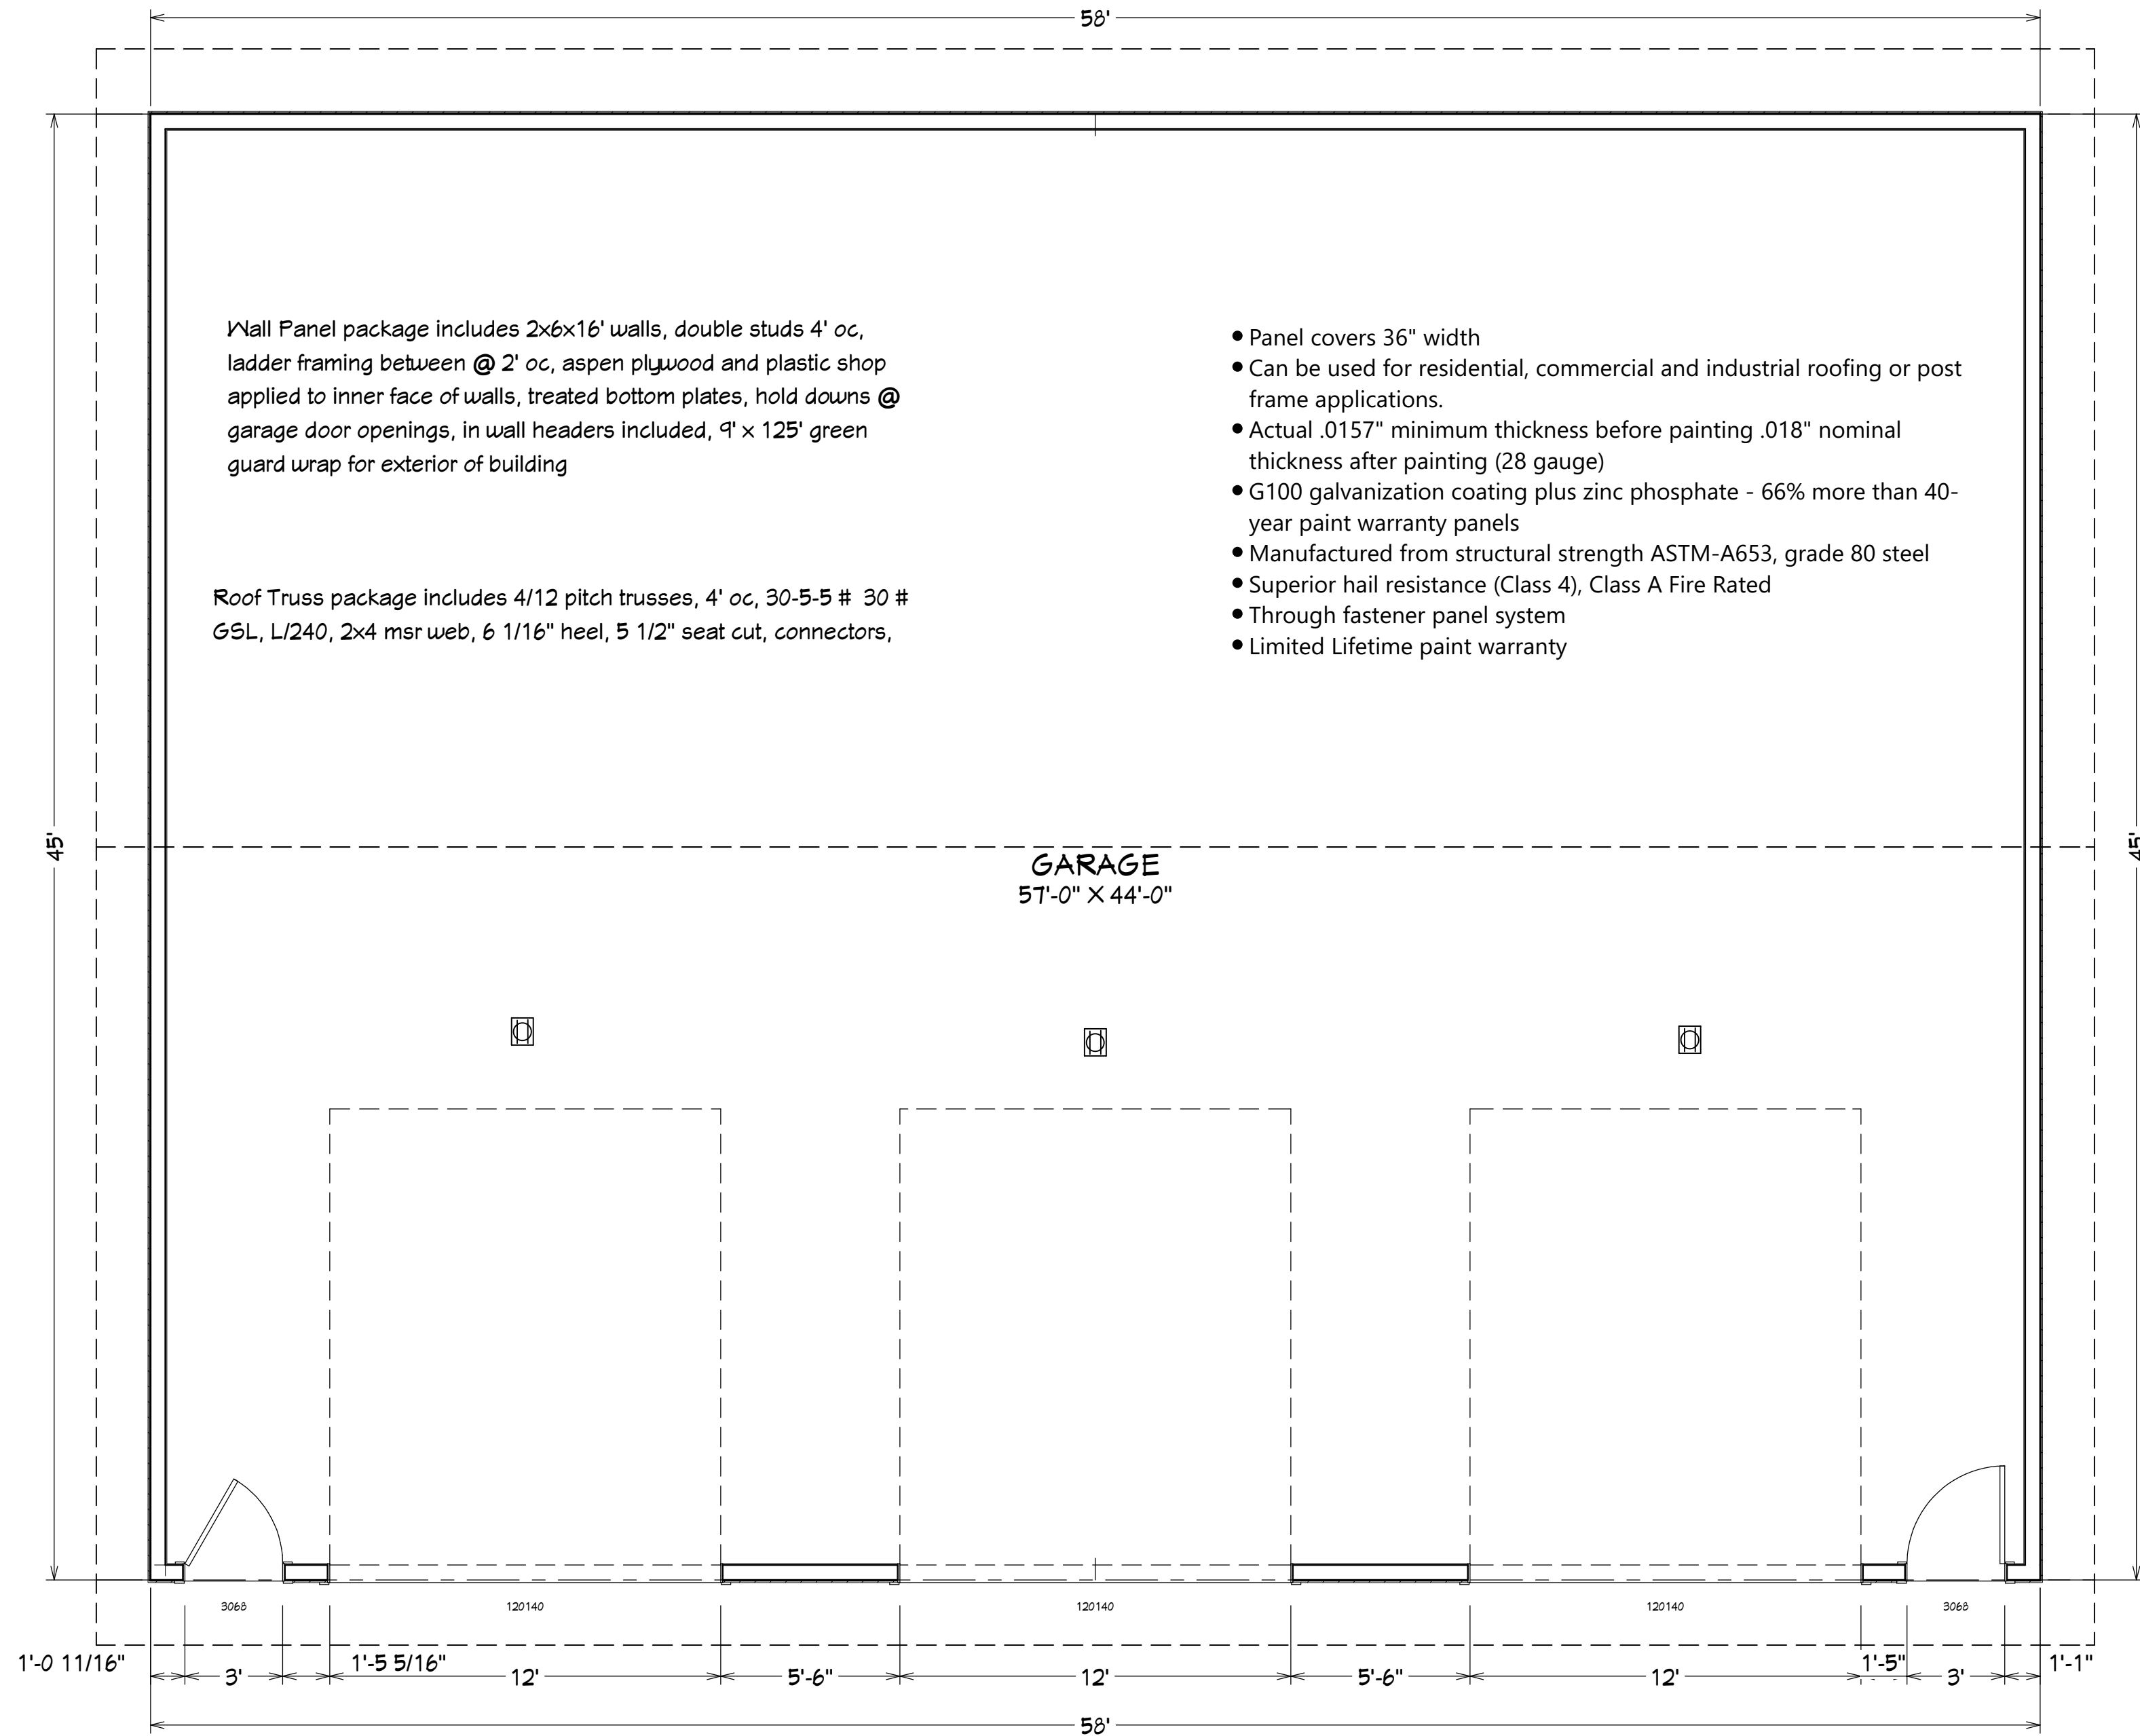 58'
Wall Panel package includes 2x6x16' walls, double studs 4' oc,
ladder framing between @ 2' oc, aspen plywood and plastic shop
applied to inner face of walls, treated bottom plates, hold downs @
garage door openings, in wall headers included, 9' x 125' green
guard wrap for exterior of building
• Panel covers 36" width
• Can be used for residential, commercial and industrial roofing or post
frame applications.
• Actual .0157" minimum thickness before painting .018" nominal
thickness after painting (28 gauge)
• G100 galvanization coating plus zinc phosphate - 66% more than 40-
year paint warranty panels
• Manufactured from structural strength ASTM-A653, grade 80 steel
• Superior hail resistance (Class 4), Class A Fire Rated
• Through fastener panel system
• Limited Lifetime paint warranty
Roof Truss package includes 4/12 pitch trusses, 4' oc, 30-5-5 # 30 #
GSL, L/240, 2x4 msr web, 6 1/16" heel, 5 1/2" seat cut, connectors,
45'
45'
GARAGE
57'-0" X 44'-0"
3068
120140
120140
120140
3068
1'-0 11/16"
3'
1'-5 5/16"
12'
5'-6"
12'
5'-6"
12'
1'-5"
3'
1'-1"
58'